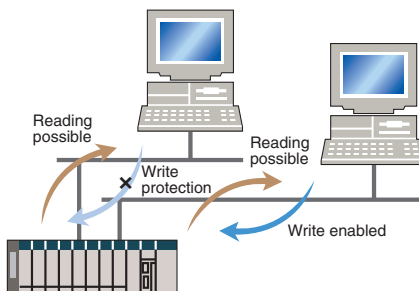 Reading
possible
Write
protection
Reading
possible
Write enabled